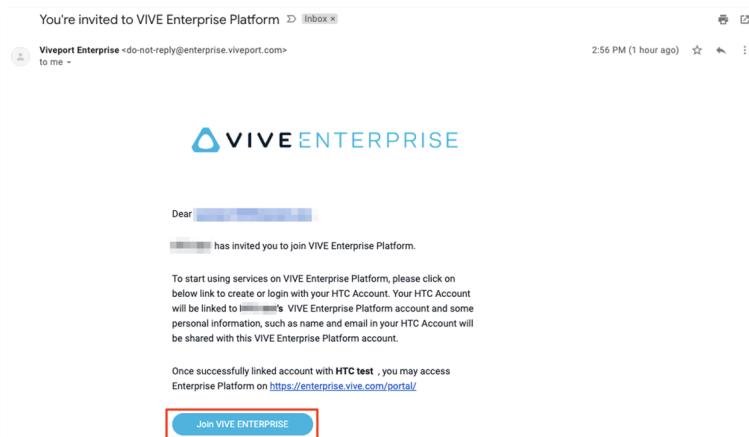 You're invited to VIVE Enterprise Platform Inbox ×
Viveport Enterprise <do-not-reply@enterprise.viveport.com> 2:56 PM (1 hour ago)
to me
VIVE ENTERPRISE
Dear
has invited you to join VIVE Enterprise Platform.
To start using services on VIVE Enterprise Platform, please click on
below link to create or login with your HTC Account. Your HTC Account
will be linked to 's VIVE Enterprise Platform account and some
personal information, such as name and email in your HTC Account will
be shared with this VIVE Enterprise Platform account.
Once successfully linked account with HTC test , you may access
Enterprise Platform on https://enterprise.vive.com/portal/
Join VIVE ENTERPRISE